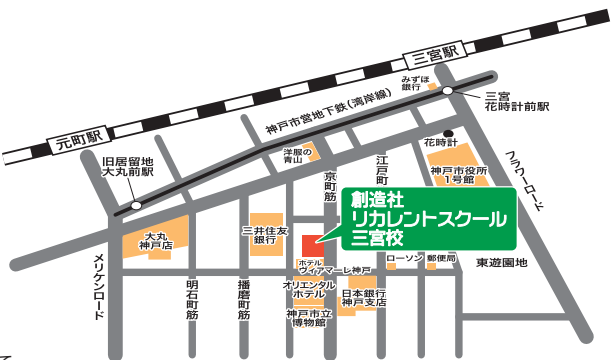 三宮駅
みずほ
銀行
三宮
花時計前駅
神戸市営地下鉄(湾岸線)
元町駅
花時計
旧居留地
大丸前駅
洋服の
青山
江戸町
神戸市役所
1号館
フラワーロード
京町筋
創造社
リカレントスクール
三宮校
大丸
神戸店
三井住友
銀行
ホテル
ヴィアマーレ神戸
ローソン
郵便局
東遊園地
メリケンロード
明石町筋
播磨町筋
オリエンタル
ホテル
日本銀行
神戸支店
神戸市立
博物館